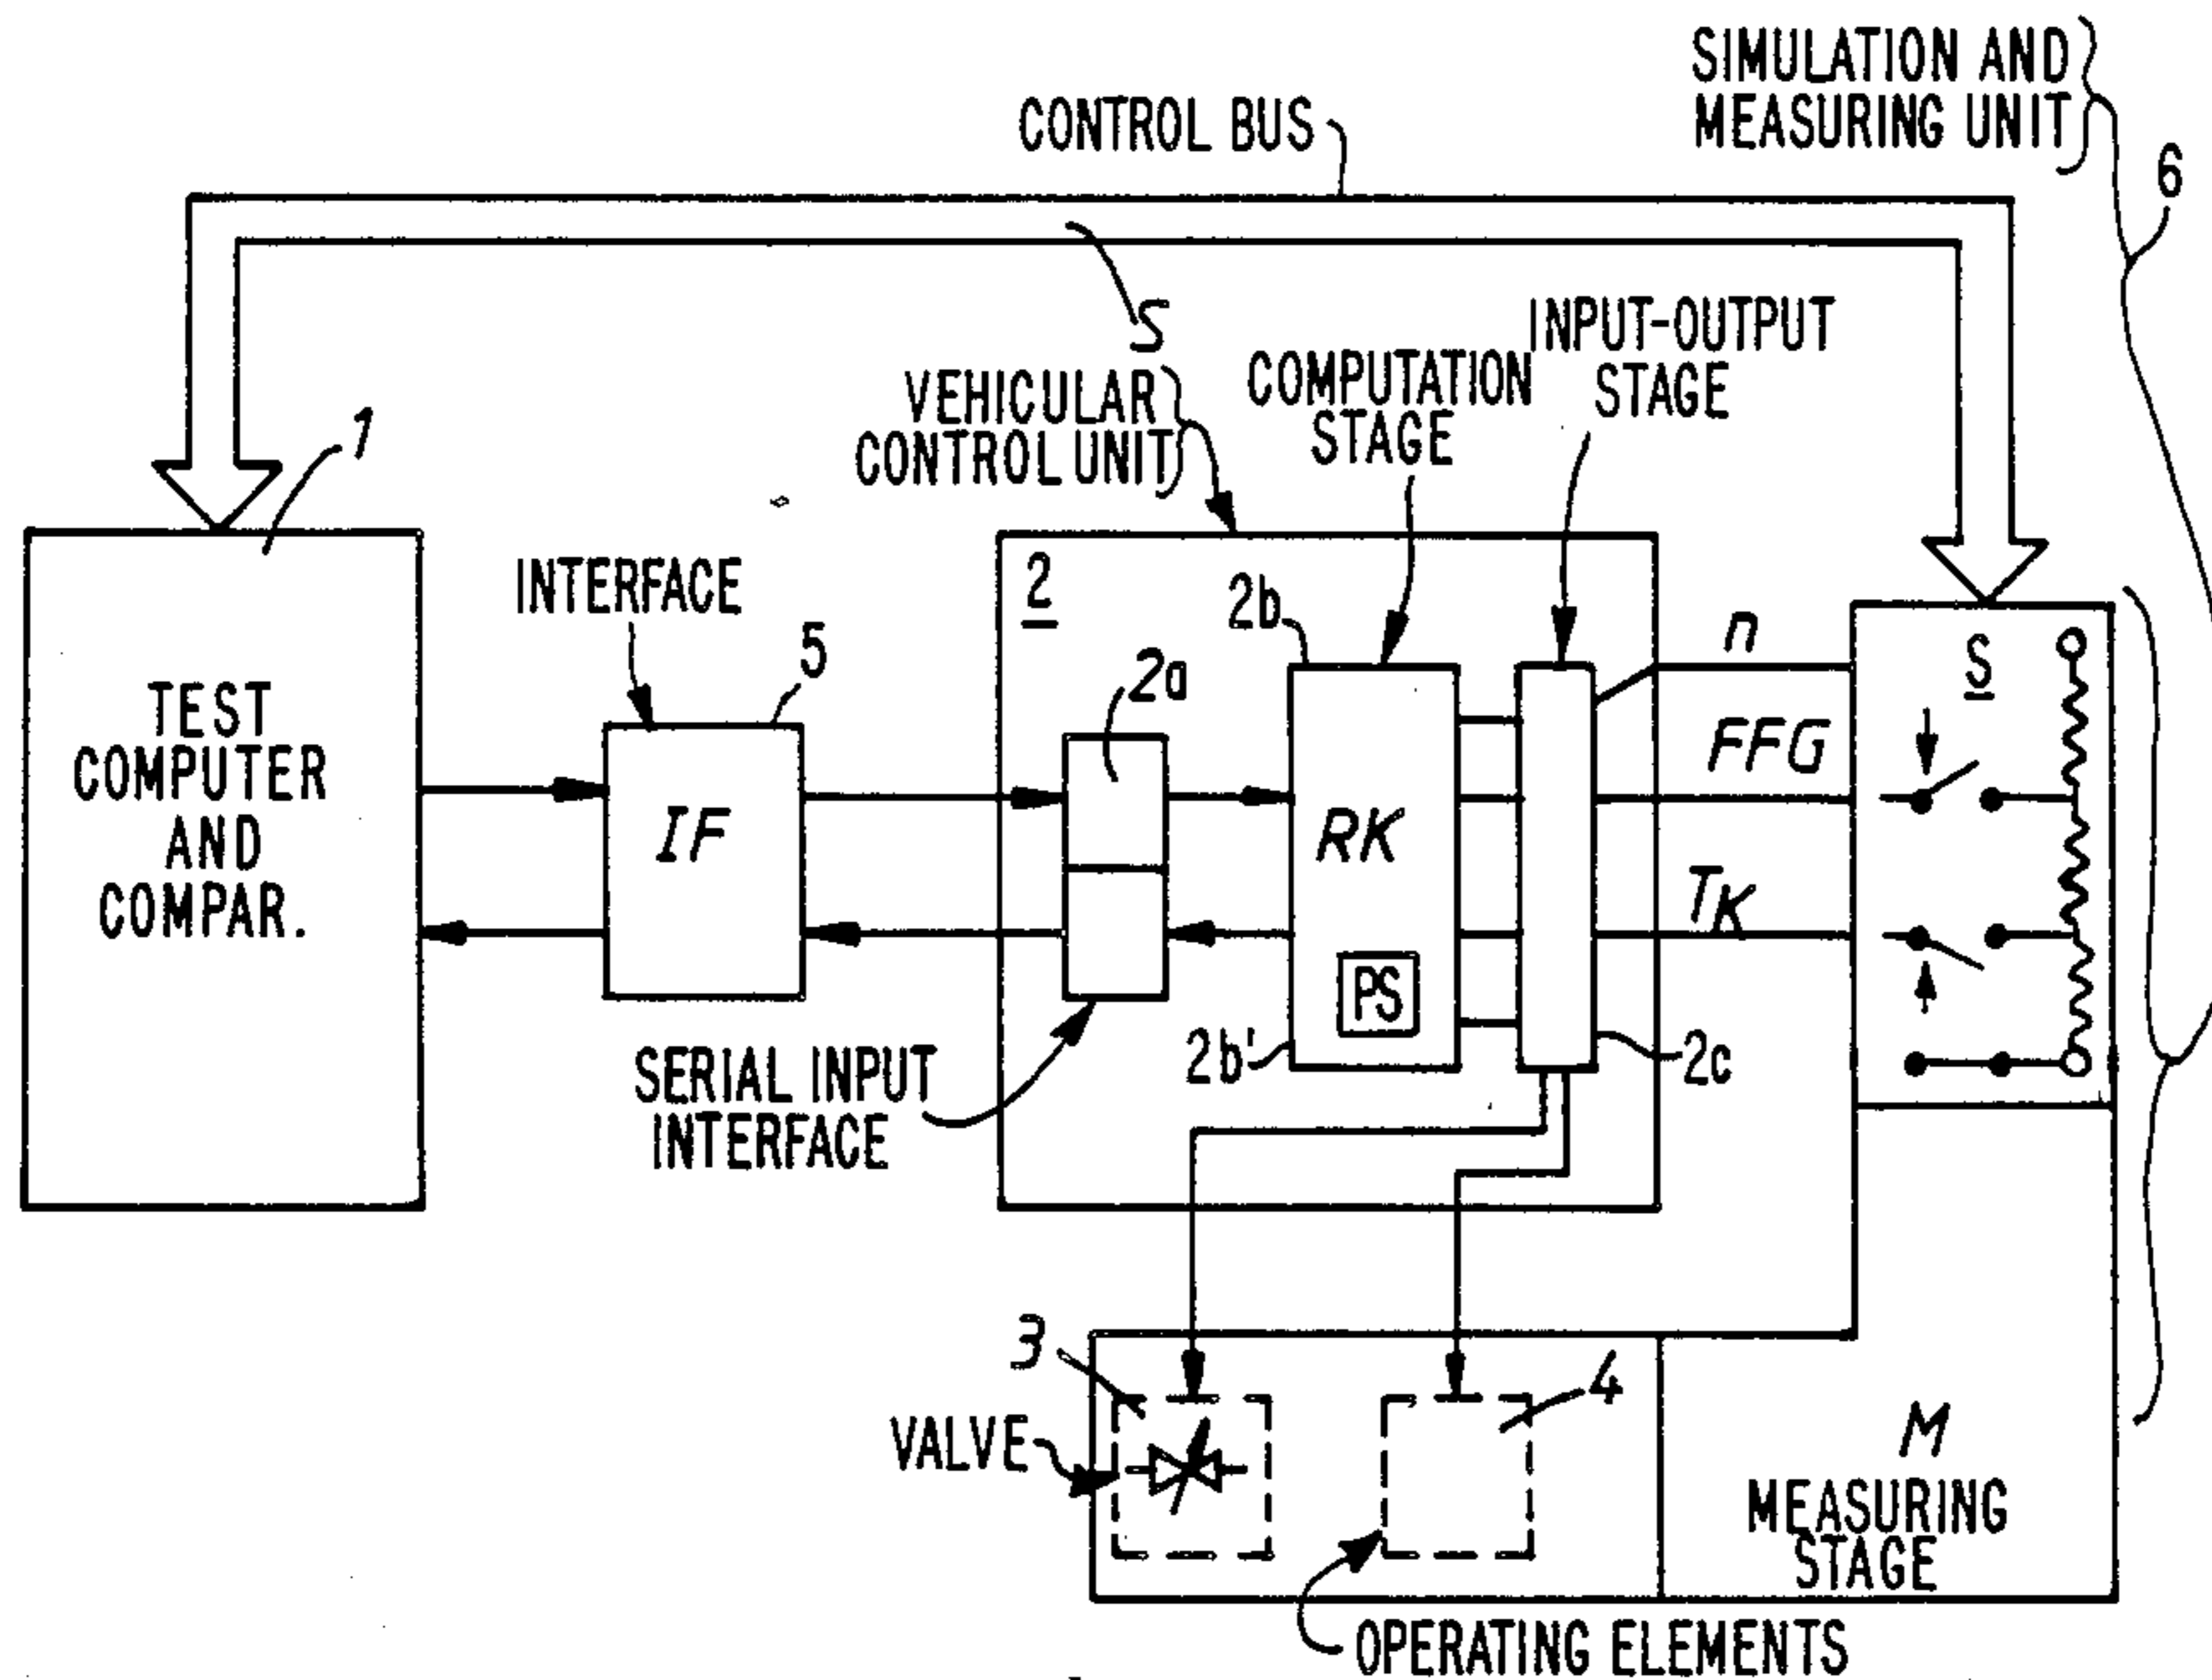 SIMULATION AND
MEASURING UNIT
CONTROL BUS
6
S
INPUT-OUTPUT
STAGE
COMPUTATION
STAGE
VEHICULAR
CONTROL UNIT
1
INTERFACE
5
2
2b
2a
n
S
TEST
COMPUTER
AND
COMPAR.
IF
RK
FFG
TK
PS
2b'
2c
SERIAL INPUT
INTERFACE
3
4
VALVE
M
MEASURING
STAGE
OPERATING ELEMENTS